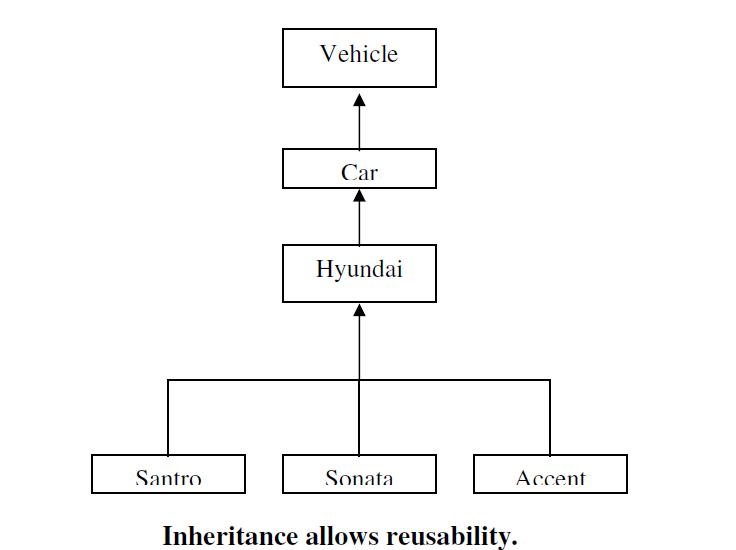 Vehicle
Car
Hyundai
Santro Sonata Accent
Inheritance allows reusability.